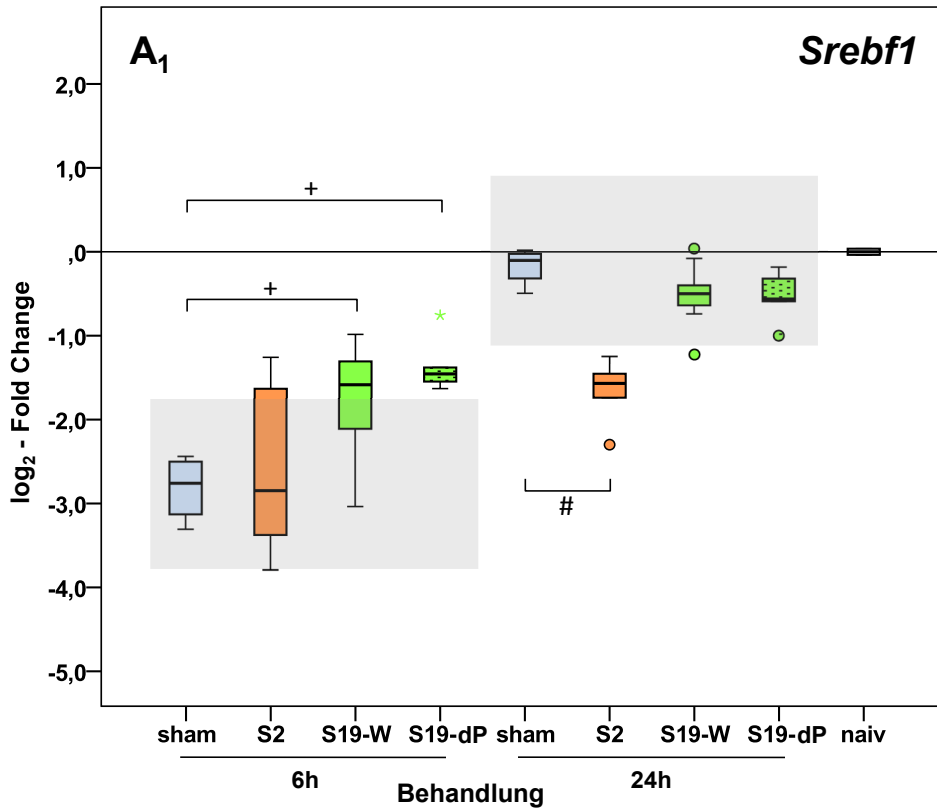 A₁
Srebf1
log₂ - Fold Change
2,0
1,0
,0
-1,0
-2,0
-3,0
-4,0
-5,0
+
+
#
sham S2 S19-W S19-dP sham S2 S19-W S19-dP naiv
6h 24h
Behandlung